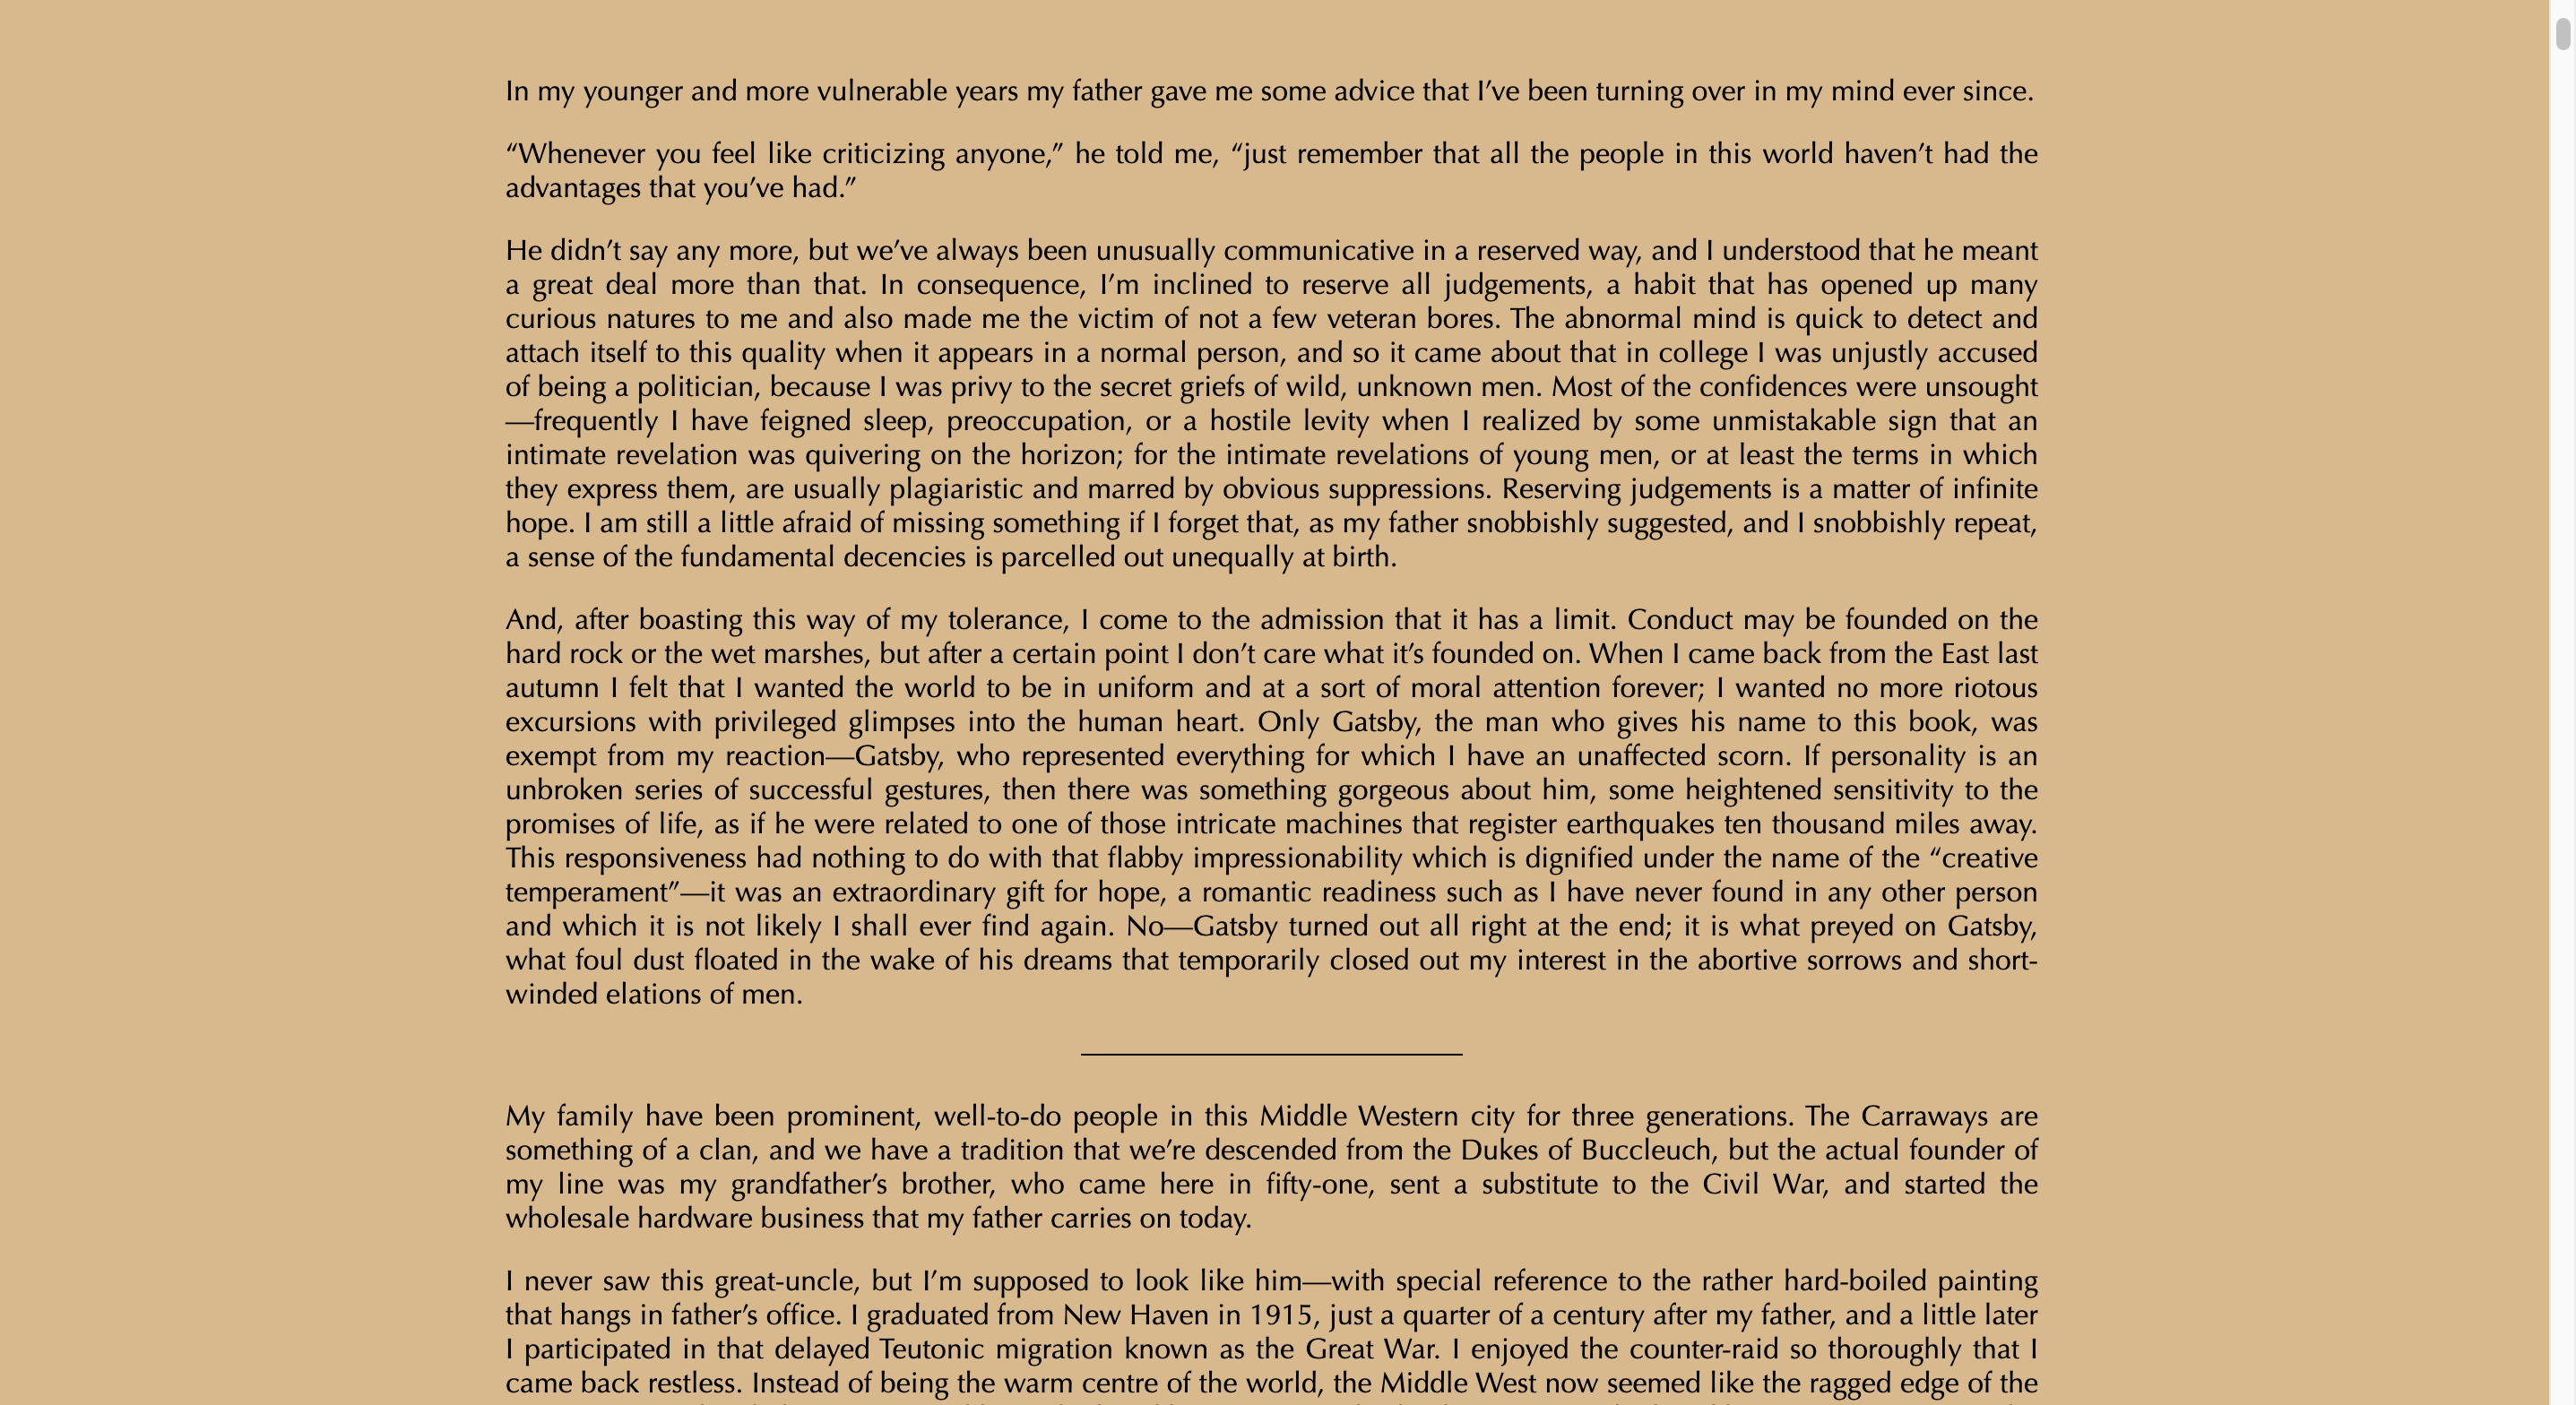 In my younger and more vulnerable years my father gave me some advice that I’ve been turning over in my mind ever since.
“Whenever you feel like criticizing anyone,” he told me, “just remember that all the people in this world haven’t had the
advantages that you’ve had.”
He didn’t say any more, but we’ve always been unusually communicative in a reserved way, and I understood that he meant
a great deal more than that. In consequence, I’m inclined to reserve all judgements, a habit that has opened up many
curious natures to me and also made me the victim of not a few veteran bores. The abnormal mind is quick to detect and
attach itself to this quality when it appears in a normal person, and so it came about that in college I was unjustly accused
of being a politician, because I was privy to the secret griefs of wild, unknown men. Most of the confidences were unsought
—frequently I have feigned sleep, preoccupation, or a hostile levity when I realized by some unmistakable sign that an
intimate revelation was quivering on the horizon; for the intimate revelations of young men, or at least the terms in which
they express them, are usually plagiaristic and marred by obvious suppressions. Reserving judgements is a matter of infinite
hope. I am still a little afraid of missing something if I forget that, as my father snobbishly suggested, and I snobbishly repeat,
a sense of the fundamental decencies is parcelled out unequally at birth.
And, after boasting this way of my tolerance, I come to the admission that it has a limit. Conduct may be founded on the
hard rock or the wet marshes, but after a certain point I don’t care what it’s founded on. When I came back from the East last
autumn I felt that I wanted the world to be in uniform and at a sort of moral attention forever; I wanted no more riotous
excursions with privileged glimpses into the human heart. Only Gatsby, the man who gives his name to this book, was
exempt from my reaction—Gatsby, who represented everything for which I have an unaffected scorn. If personality is an
unbroken series of successful gestures, then there was something gorgeous about him, some heightened sensitivity to the
promises of life, as if he were related to one of those intricate machines that register earthquakes ten thousand miles away.
This responsiveness had nothing to do with that flabby impressionability which is dignified under the name of the “creative
temperament”—it was an extraordinary gift for hope, a romantic readiness such as I have never found in any other person
and which it is not likely I shall ever find again. No—Gatsby turned out all right at the end; it is what preyed on Gatsby,
what foul dust floated in the wake of his dreams that temporarily closed out my interest in the abortive sorrows and short-
winded elations of men.
My family have been prominent, well-to-do people in this Middle Western city for three generations. The Carraways are
something of a clan, and we have a tradition that we’re descended from the Dukes of Buccleuch, but the actual founder of
my line was my grandfather’s brother, who came here in fifty-one, sent a substitute to the Civil War, and started the
wholesale hardware business that my father carries on today.
I never saw this great-uncle, but I’m supposed to look like him—with special reference to the rather hard-boiled painting
that hangs in father’s office. I graduated from New Haven in 1915, just a quarter of a century after my father, and a little later
I participated in that delayed Teutonic migration known as the Great War. I enjoyed the counter-raid so thoroughly that I
came back restless. Instead of being the warm centre of the world, the Middle West now seemed like the ragged edge of the